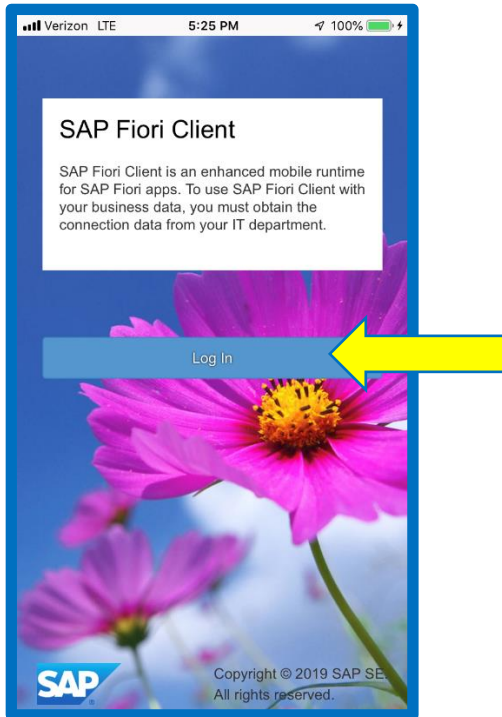 Verizon LTE 5:25 PM 100%
SAP Fiori Client
SAP Fiori Client is an enhanced mobile runtime
for SAP Fiori apps. To use SAP Fiori Client with
your business data, you must obtain the
connection data from your IT department.
Log In
SAP
Copyright © 2019 SAP SE.
All rights reserved.